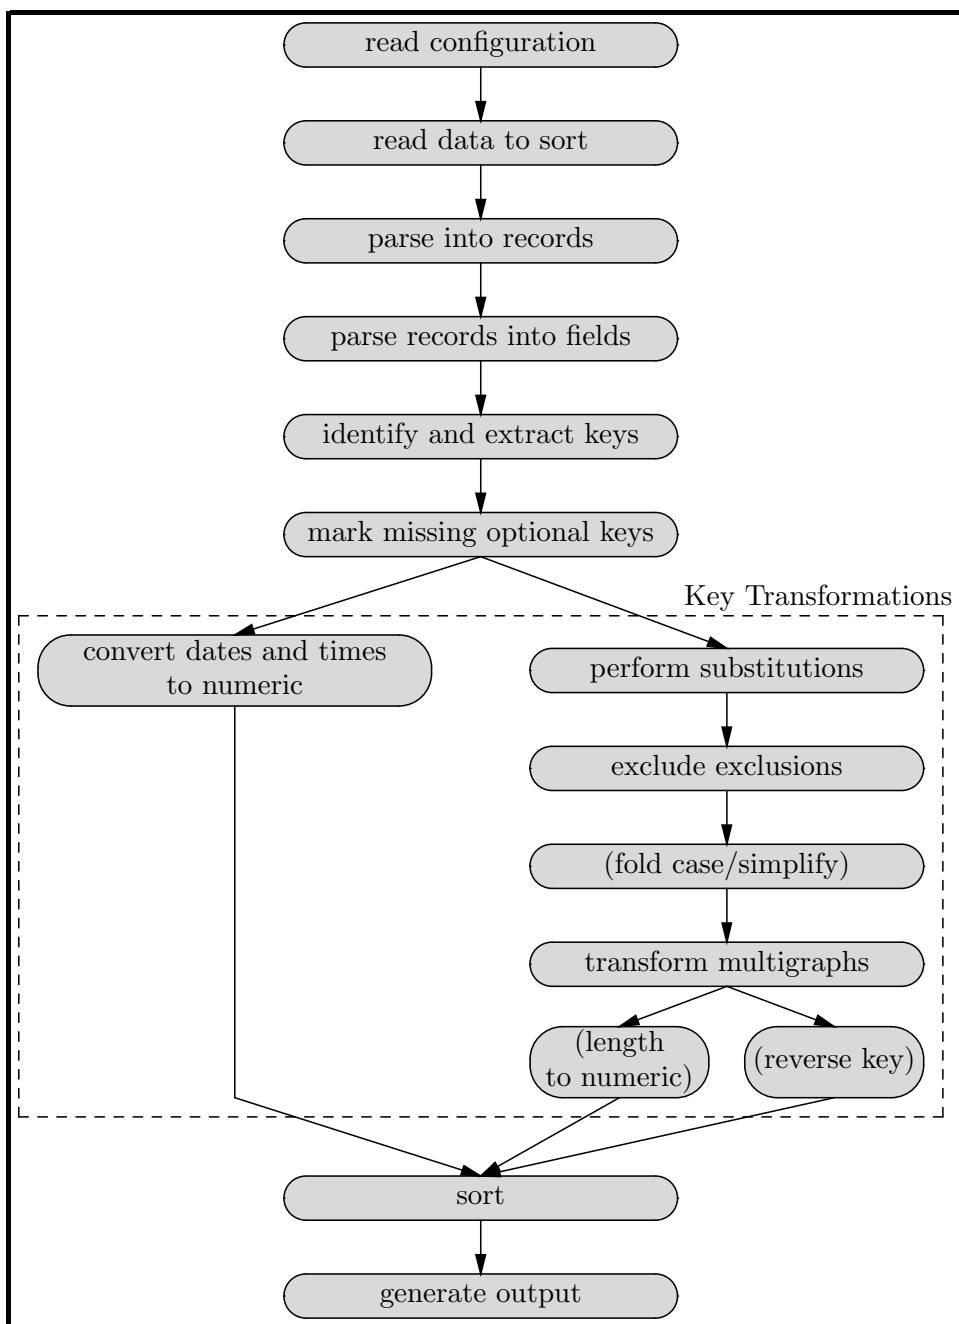 read configuration
read data to sort
parse into records
parse records into fields
identify and extract keys
mark missing optional keys
Key Transformations
convert dates and times
to numeric
perform substitutions
exclude exclusions
(fold case/simplify)
transform multigraphs
(length
to numeric)
(reverse key)
sort
generate output